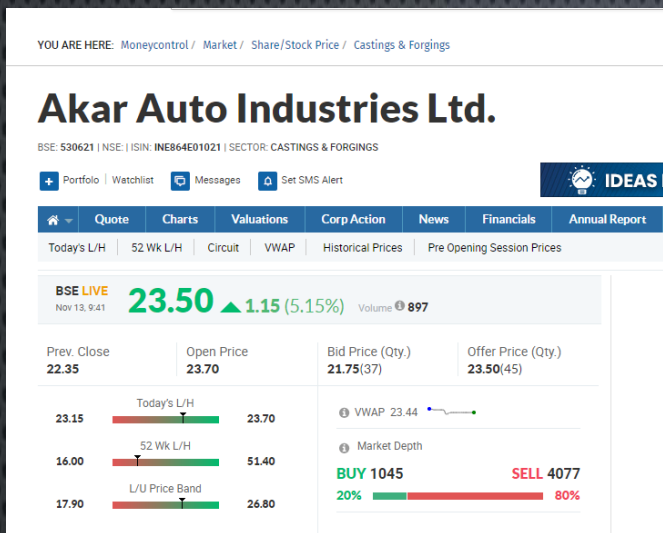 YOU ARE HERE: Moneycontrol / Market / Share/Stock Price / Castings & Forgings
Akar Auto Industries Ltd.
BSE: 530621 | NSE: | ISIN: INE864E01021 | SECTOR: CASTINGS & FORGINGS
Portfolo | Watchlist Messages Set SMS Alert
IDEAS
Quote Charts Valuations Corp Action News Financials Annual Report
Today's L/H 52 Wk L/H Circuit VWAP Historical Prices Pre Opening Session Prices
BSE LIVE
Nov 13, 9:41
23.50 1.15 (5.15%) Volume 897
Prev. Close Open Price Bid Price (Qty.) Offer Price (Qty.)
22.35 23.70 21.75(37) 23.50(45)
Today's L/H
23.15 23.70
VWAP 23.44
52 Wk L/H
16.00 51.40
Market Depth
BUY 1045 SELL 4077
L/U Price Band
17.90 26.80
20% 80%